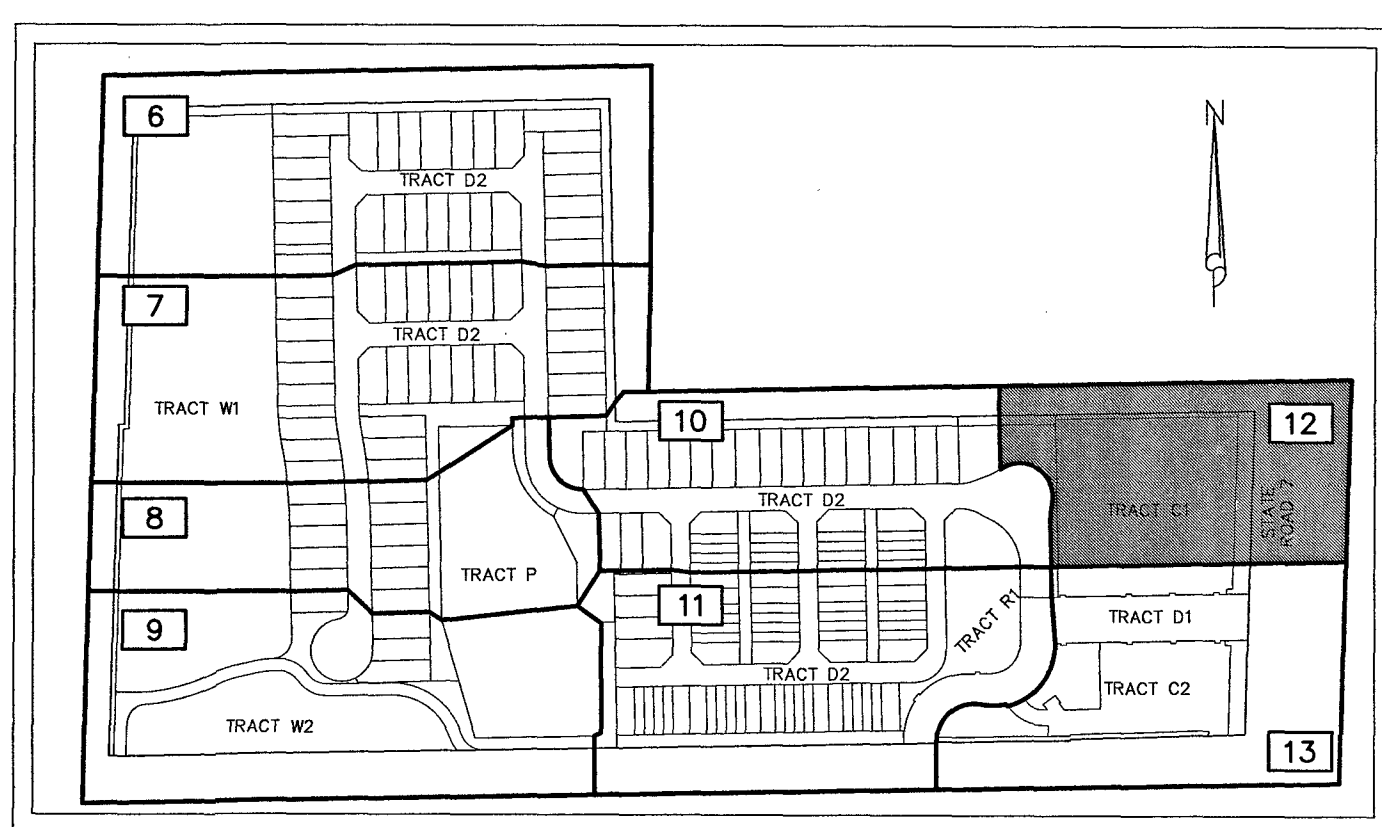 N
6
TRACT D2
7
TRACT D2
TRACT W1
10
12
8
TRACT D2
TRACT C1
STATE
ROAD 7
TRACT P
11
9
TRACT R1
TRACT D1
TRACT D2
TRACT C2
TRACT W2
13